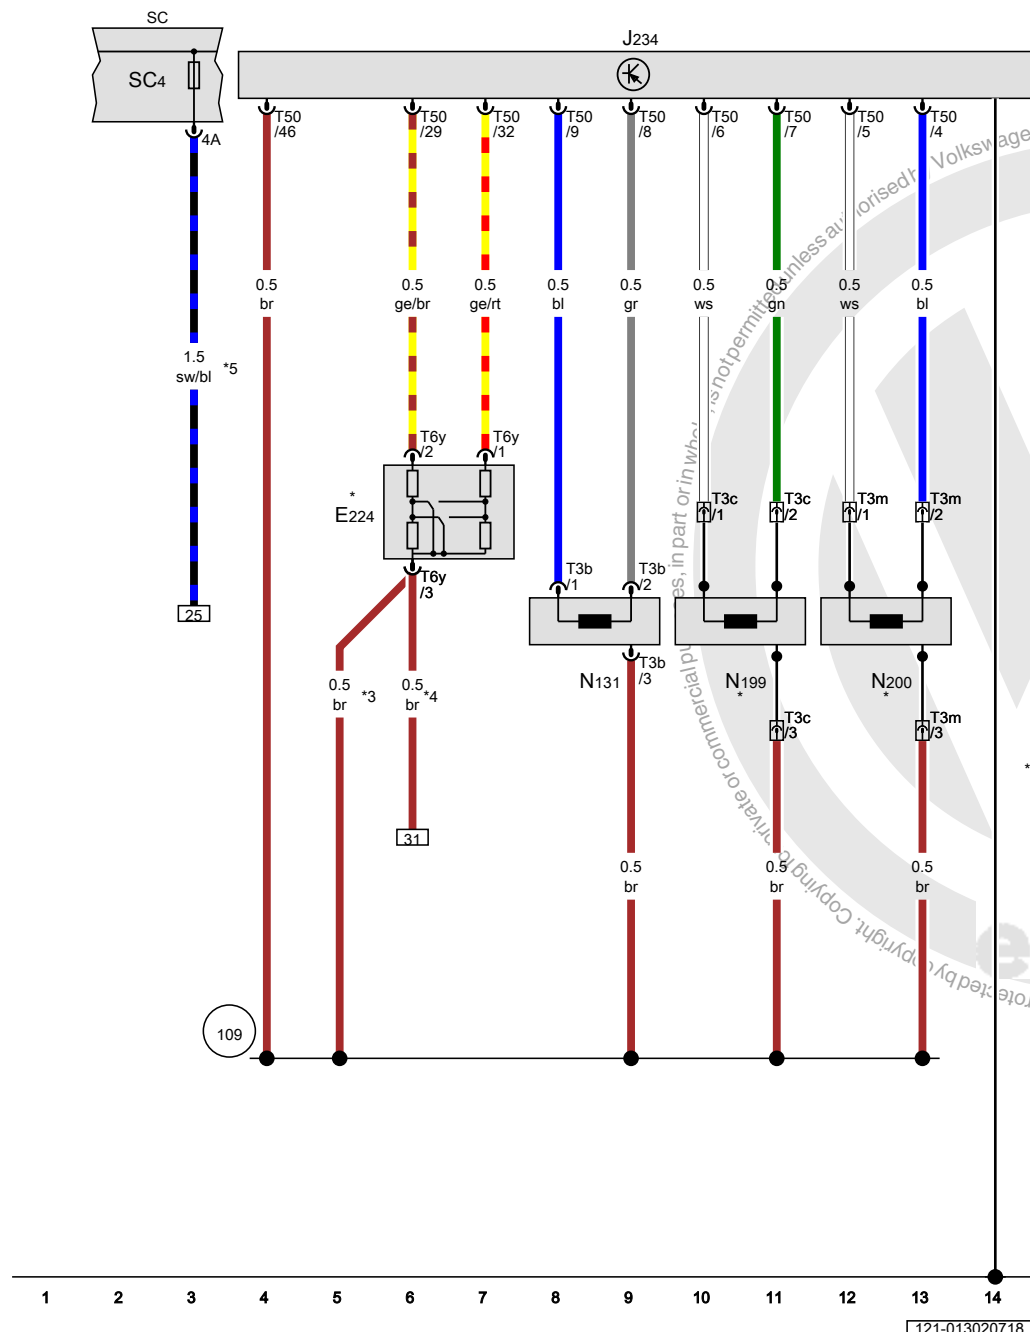 SC
J234
SC4
4A
T50
/46
T50
/29
T50
/32
T50
/9
T50
/8
T50
/6
T50
/7
T50
/5
T50
/4
0.5
br
0.5
ge/br
0.5
ge/rt
0.5
bl
0.5
gr
0.5
ws
0.5
gn
0.5
ws
0.5
bl
1.5
sw/bl
*5
T6y
/2
T6y
/1
*
E224
T6y
/3
T3c
/1
T3c
/2
T3m
/1
T3m
/2
T3b
/1
T3b
/2
25
N131
T3b
/3
N199
*
N200
*
0.5
br
*3
0.5
br
*4
T3c
/3
T3m
/3
*
31
0.5
br
0.5
br
0.5
br
109
1 2 3 4 5 6 7 8 9 10 11 12 13 14
121-013020718
by Volkswage
is not permitted unless
in part or in
commercial
private or
Copying
Copyright.
by